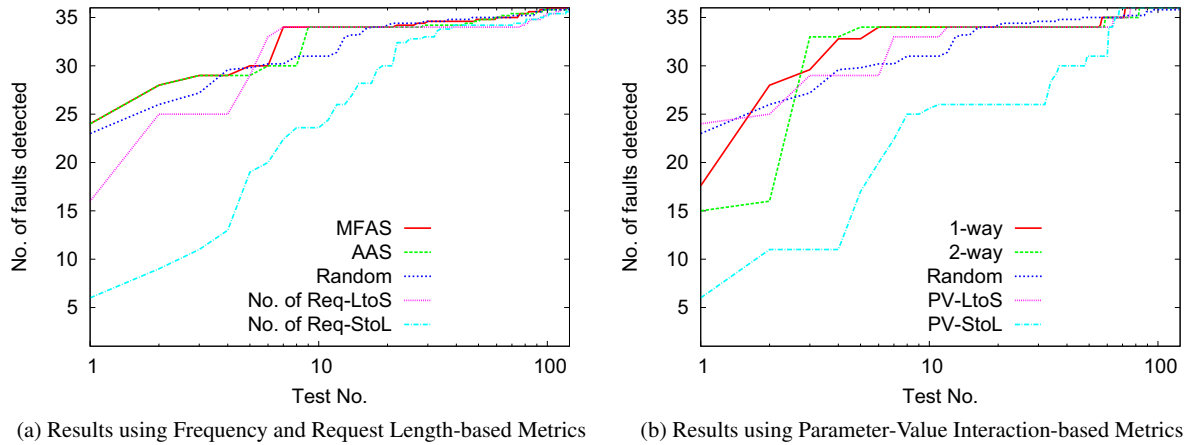 No. of faults detected
35
30
25
20
15
10
5
MFAS
AAS
Random
No. of Req-LtoS
No. of Req-StoL
1
10
100
Test No.
(a) Results using Frequency and Request Length-based Metrics
No. of faults detected
35
30
25
20
15
10
5
1-way
2-way
Random
PV-LtoS
PV-StoL
1
10
100
Test No.
(b) Results using Parameter-Value Interaction-based Metrics